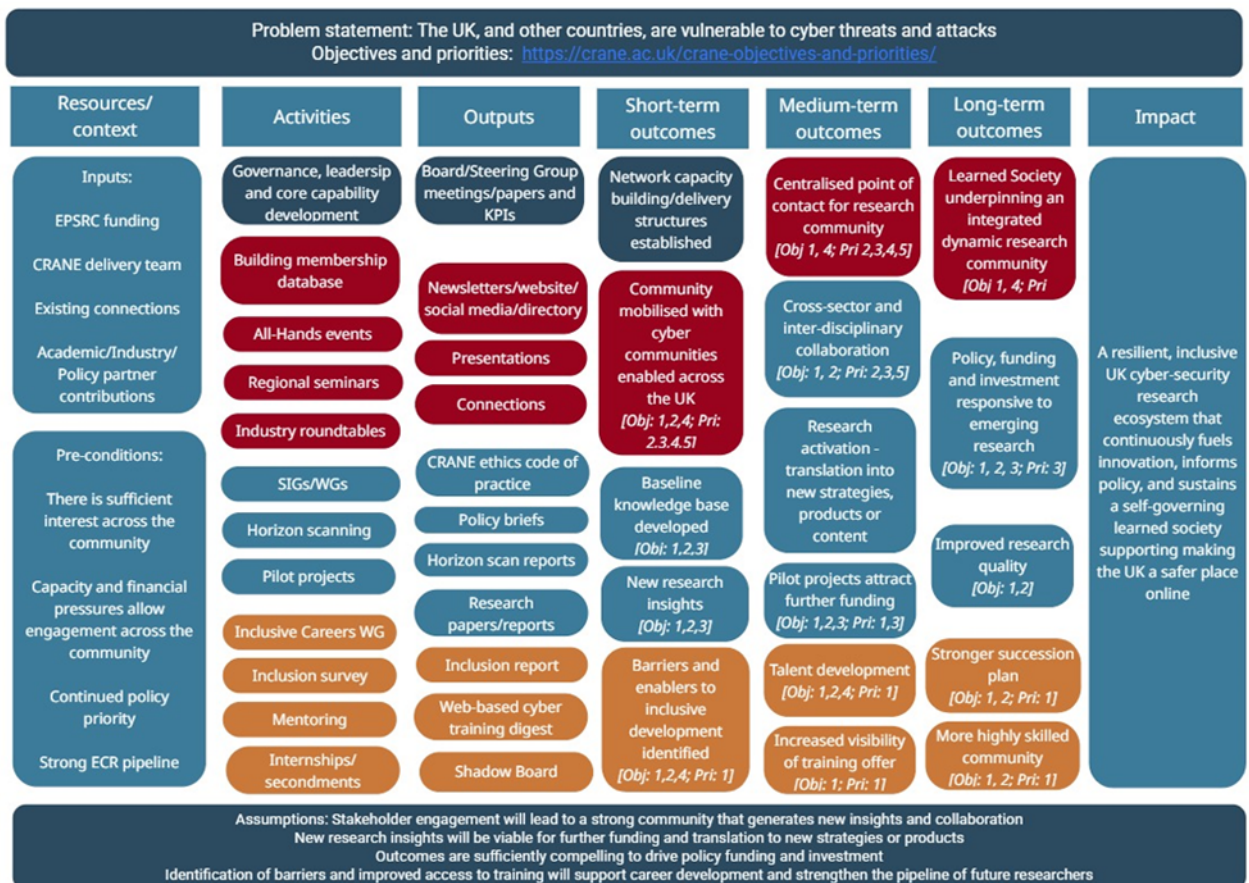 Problem statement: The UK, and other countries, are vulnerable to cyber threats and attacks
Objectives and priorities: https://crane.ac.uk/crane-objectives-and-priorities/
Resources/
context
Inputs:
EPSRC funding
CRANE delivery team
Existing connections
Academic/Industry/
Policy partner
contributions
Pre-conditions:
There is sufficient
interest across the
community
Capacity and financial
pressures allow
engagement across the
community
Continued policy
priority
Strong ECR pipeline
Activities
Governance, leadersip
and core capability
development
Building membership
database
All-Hands events
Regional seminars
Industry roundtables
SIGs/WGs
Horizon scanning
Pilot projects
Inclusive Careers WG
Inclusion survey
Mentoring
Internships/
secondments
Outputs
Board/Steering Group
meetings/papers and
KPIs
Newsletters/website/
social media/directory
Presentations
Connections
CRANE ethics code of
practice
Policy briefs
Horizon scan reports
Research
papers/reports
Inclusion report
Web-based cyber
training digest
Shadow Board
Short-term
outcomes
Network capacity
building/delivery
structures
established
Community
mobilised with
cyber
communities
enabled across
the UK
[Obj: 1,2,4; Pri:
2.3.4.5]
Baseline
knowledge base
developed
[Obj: 1,2,3]
New research
insights
[Obj: 1,2,3]
Barriers and
enablers to
inclusive
development
identified
[Obj: 1,2,4; Pri: 1]
Medium-term
outcomes
Centralised point of
contact for research
community
[Obj 1, 4; Pri 2,3,4,5]
Cross-sector and
inter-disciplinary
collaboration
[Obj: 1, 2; Pri: 2,3,5]
Research
activation -
translation into
new strategies,
products or
content
Pilot projects attract
further funding
[Obj: 1,2,3; Pri: 1,3]
Talent development
[Obj: 1,2,4; Pri: 1]
Increased visibility
of training offer
[Obj: 1; Pri: 1]
Long-term
outcomes
Learned Society
underpinning an
integrated
dynamic research
community
[Obj 1, 4; Pri
Policy, funding
and investment
responsive to
emerging
research
[Obj: 1, 2, 3; Pri: 3]
Improved research
quality
[Obj: 1,2]
Stronger succession
plan
[Obj: 1, 2; Pri: 1]
More highly skilled
community
[Obj: 1, 2; Pri: 1]
Impact
A resilient, inclusive
UK cyber-security
research
ecosystem that
continuously fuels
innovation, informs
policy, and sustains
a self-governing
learned society
supporting making
the UK a safer place
online
Assumptions: Stakeholder engagement will lead to a strong community that generates new insights and collaboration
New research insights will be viable for further funding and translation to new strategies or products
Outcomes are sufficiently compelling to drive policy funding and investment
Identification of barriers and improved access to training will support career development and strengthen the pipeline of future researchers